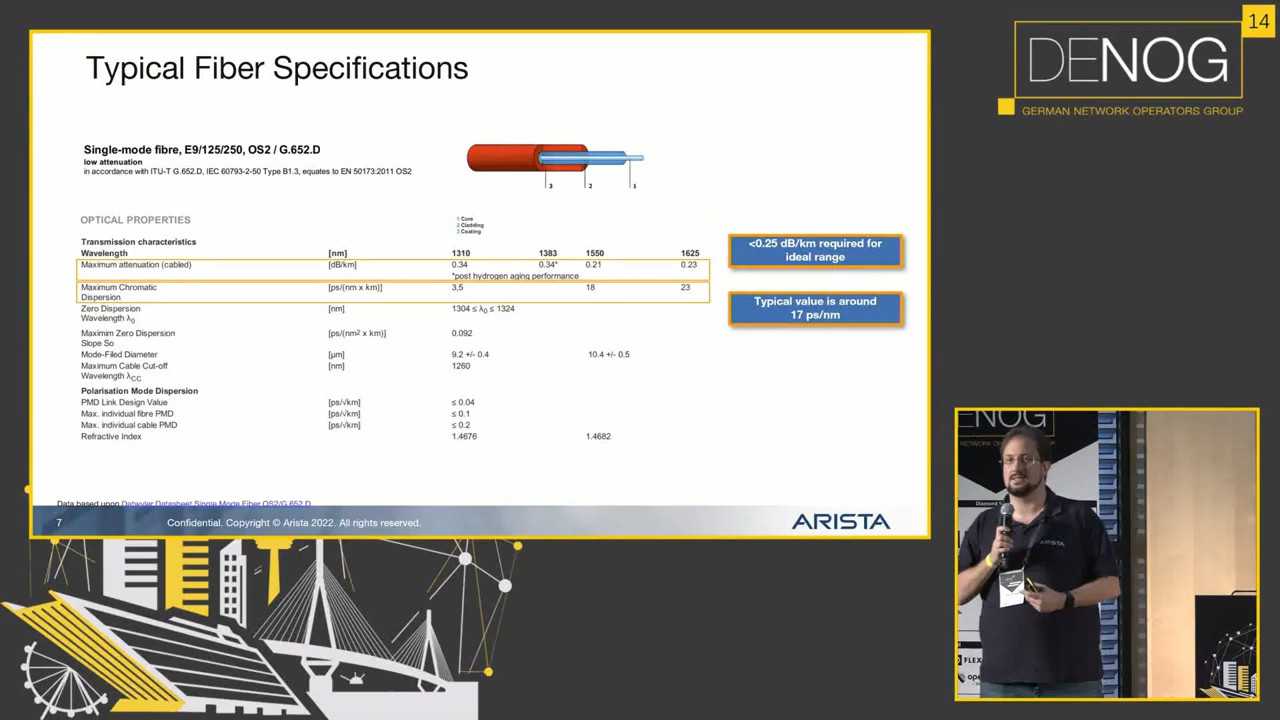 14
DENOG
GERMAN NETWORK OPERATORS GROUP
Typical Fiber Specifications
Single-mode fibre, E9/125/250, OS2 / G.652.D
low attenuation
in accordance with ITU-T G.652.D, IEC 60793-2-50 Type B1.3, equates to EN 50173:2011 OS2
3 2 1
OPTICAL PROPERTIES
1 Core
2 Cladding
3 Coating
Transmission characteristics
Wavelength [nm] 1310 1383 1550 1625
Maximum attenuation (cabled) [dB/km] 0.34 0.34* 0.21 0.23
*post hydrogen aging performance
Maximum Chromatic [ps/(nm x km)] 3,5 18 23
Dispersion
Zero Dispersion [nm] 1304 ≤ λ0 ≤ 1324
Wavelength λ0
Maximim Zero Dispersion [ps/(nm2 x km)] 0.092
Slope So
Mode-Filed Diameter [µm] 9.2 +/- 0.4 10.4 +/- 0.5
Maximum Cable Cut-off [nm] 1260
Wavelength λCC
Polarisation Mode Dispersion
PMD Link Design Value [ps/√km] ≤ 0.04
Max. individual fibre PMD [ps/√km] ≤ 0.1
Max. individual cable PMD [ps/√km] ≤ 0.2
Refractive Index 1.4676 1.4682
<0.25 dB/km required for
ideal range
Typical value is around
17 ps/nm
Data based upon Datwyler Datasheet Single Mode Fiber OS2/G.652.D
7 Confidential. Copyright © Arista 2022. All rights reserved. ARISTA
ENOG
GERMAN NETWORK OPERATORS GROUP
Diamond
ARISTA
FLEX
ope